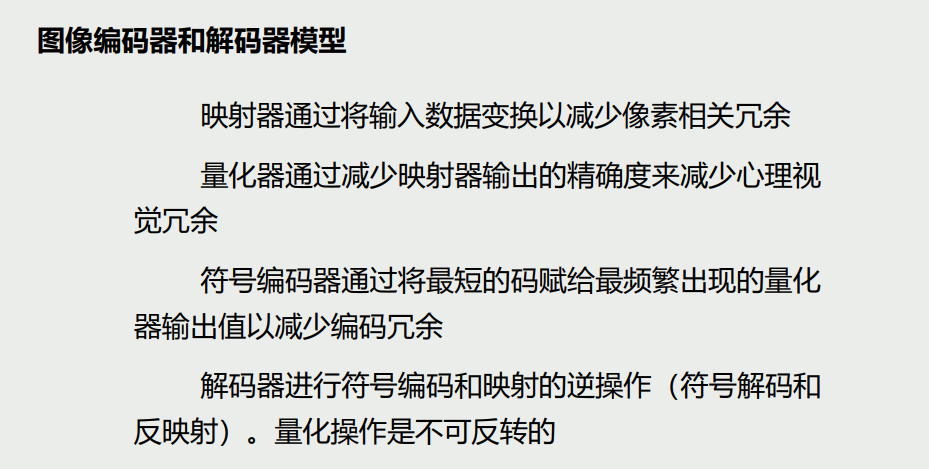 图像编码器和解码器模型
映射器通过将输入数据变换以减少像素相关冗余
量化器通过减少映射器输出的精确度来减少心理视
觉冗余
符号编码器通过将最短的码赋给最频繁出现的量化
器输出值以减少编码冗余
解码器进行符号编码和映射的逆操作（符号解码和
反映射）。量化操作是不可反转的